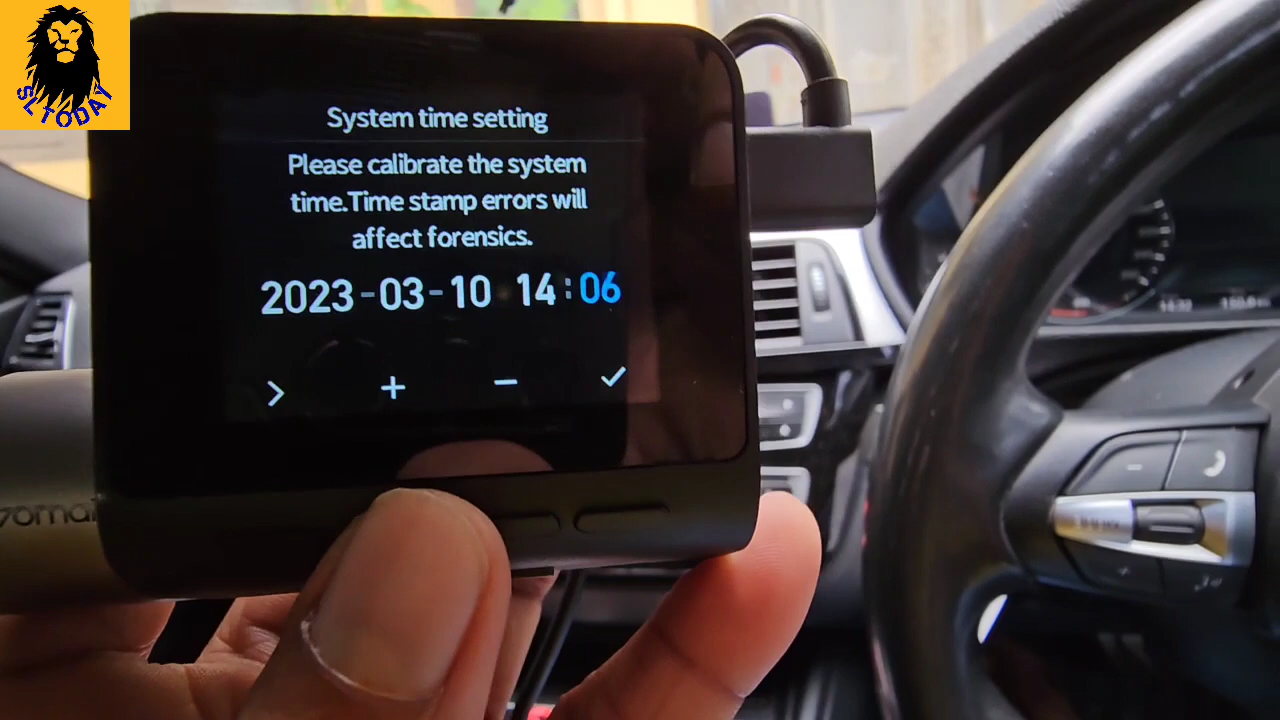 SLTODAY
System time setting
Please calibrate the system
time.Time stamp errors will
affect forensics.
2023-03-10 14:06